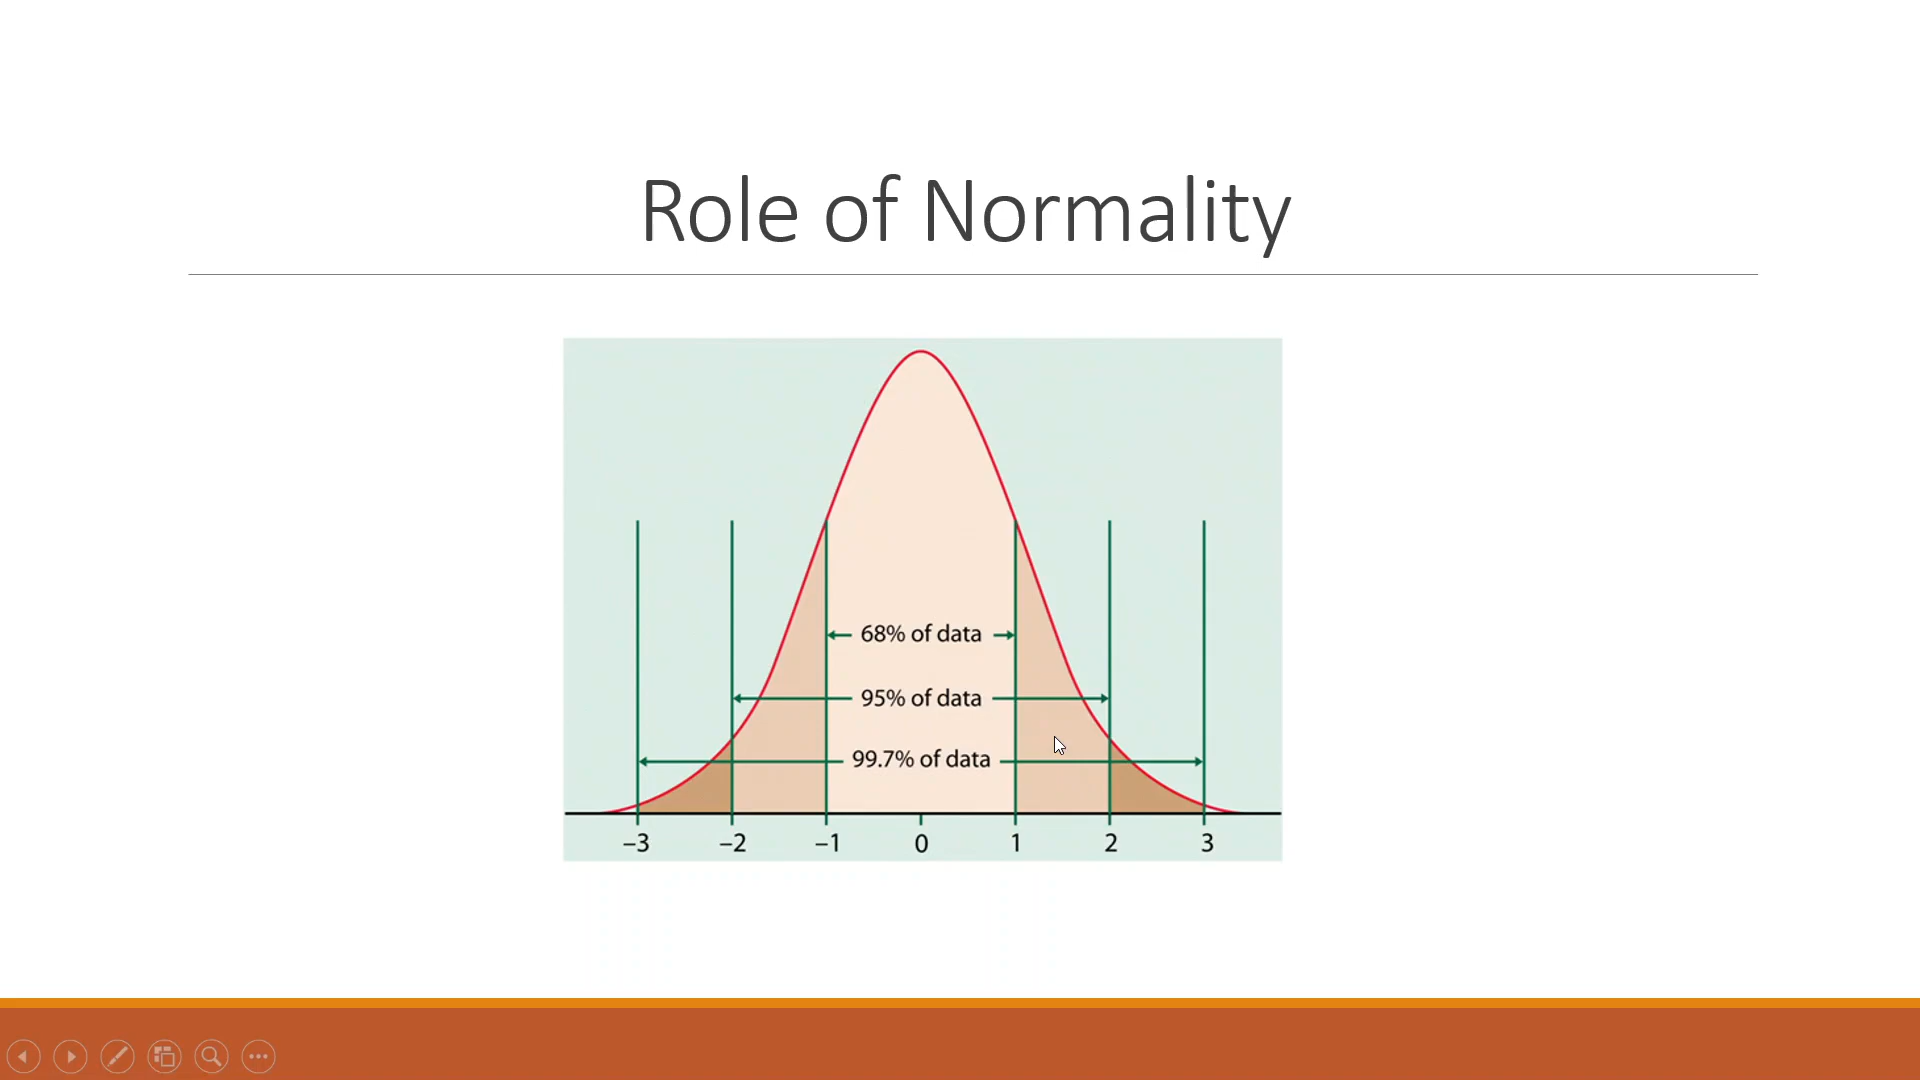 Role of Normality
68% of data
95% of data
99.7% of data
–3 –2 –1 0 1 2 3